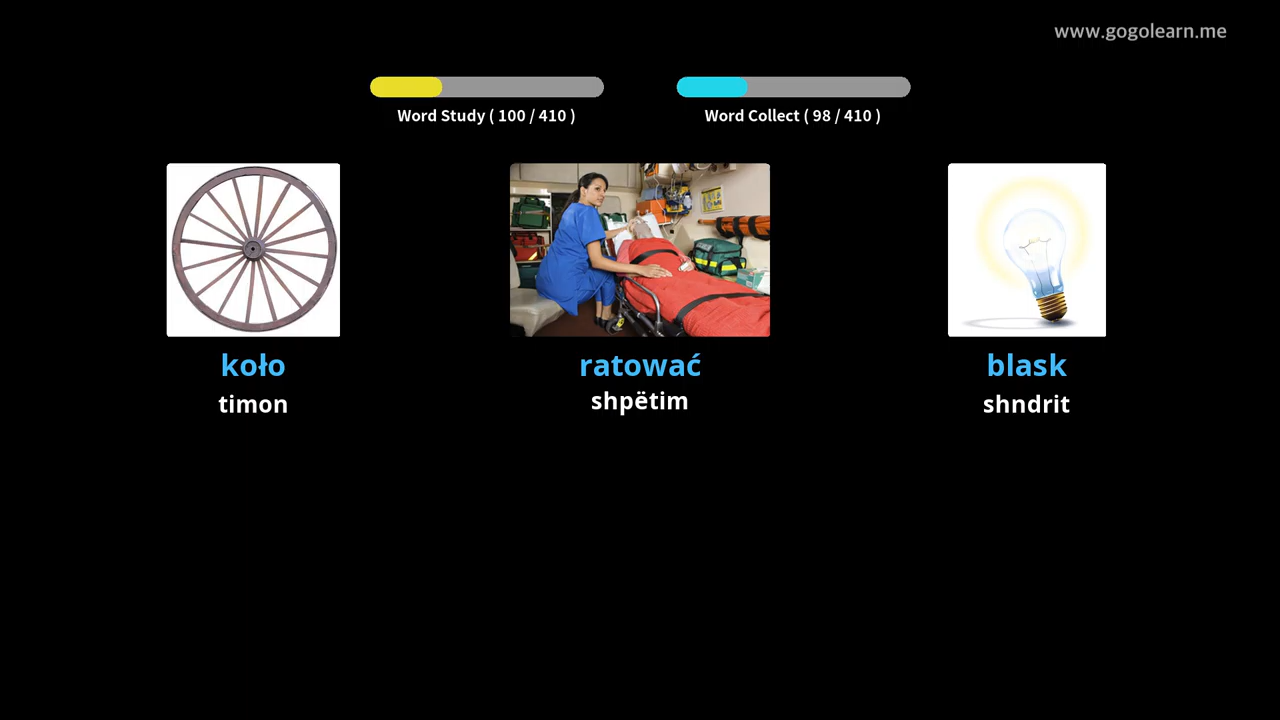 www.gogolearn.me
Word Study ( 100 / 410 )
Word Collect ( 98 / 410 )
koło
ratować
blask
timon
shpëtim
shndrit